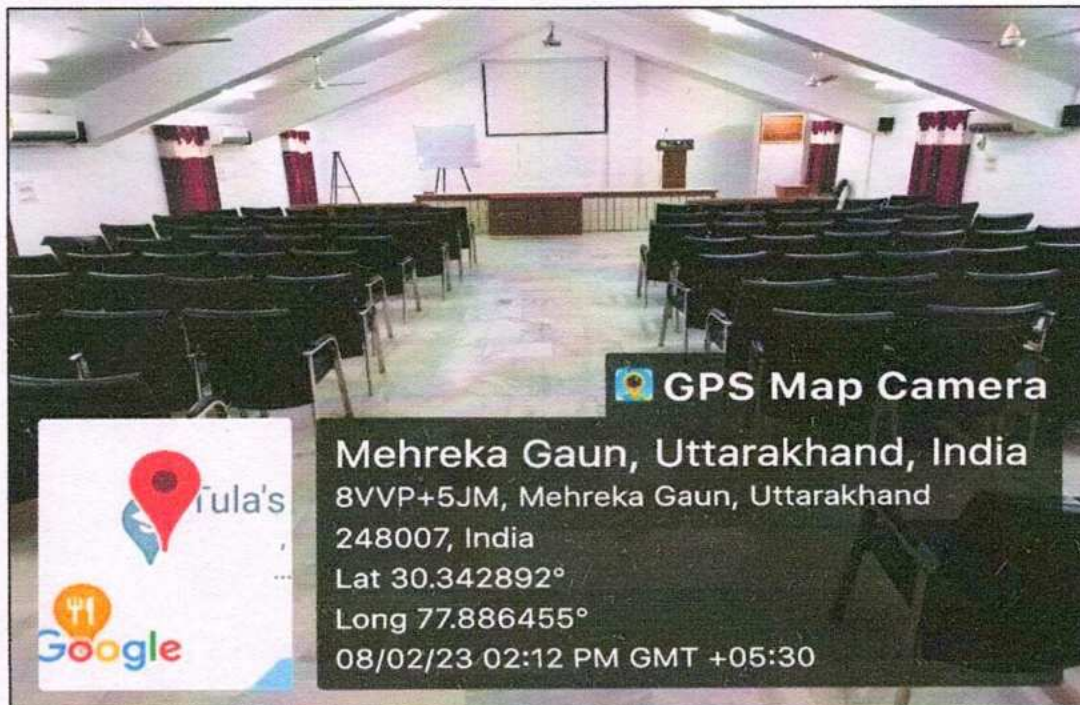 GPS Map Camera
Tula's
Google
Mehreka Gaun, Uttarakhand, India
8VVP+5JM, Mehreka Gaun, Uttarakhand
248007, India
Lat 30.342892°
Long 77.886455°
08/02/23 02:12 PM GMT +05:30